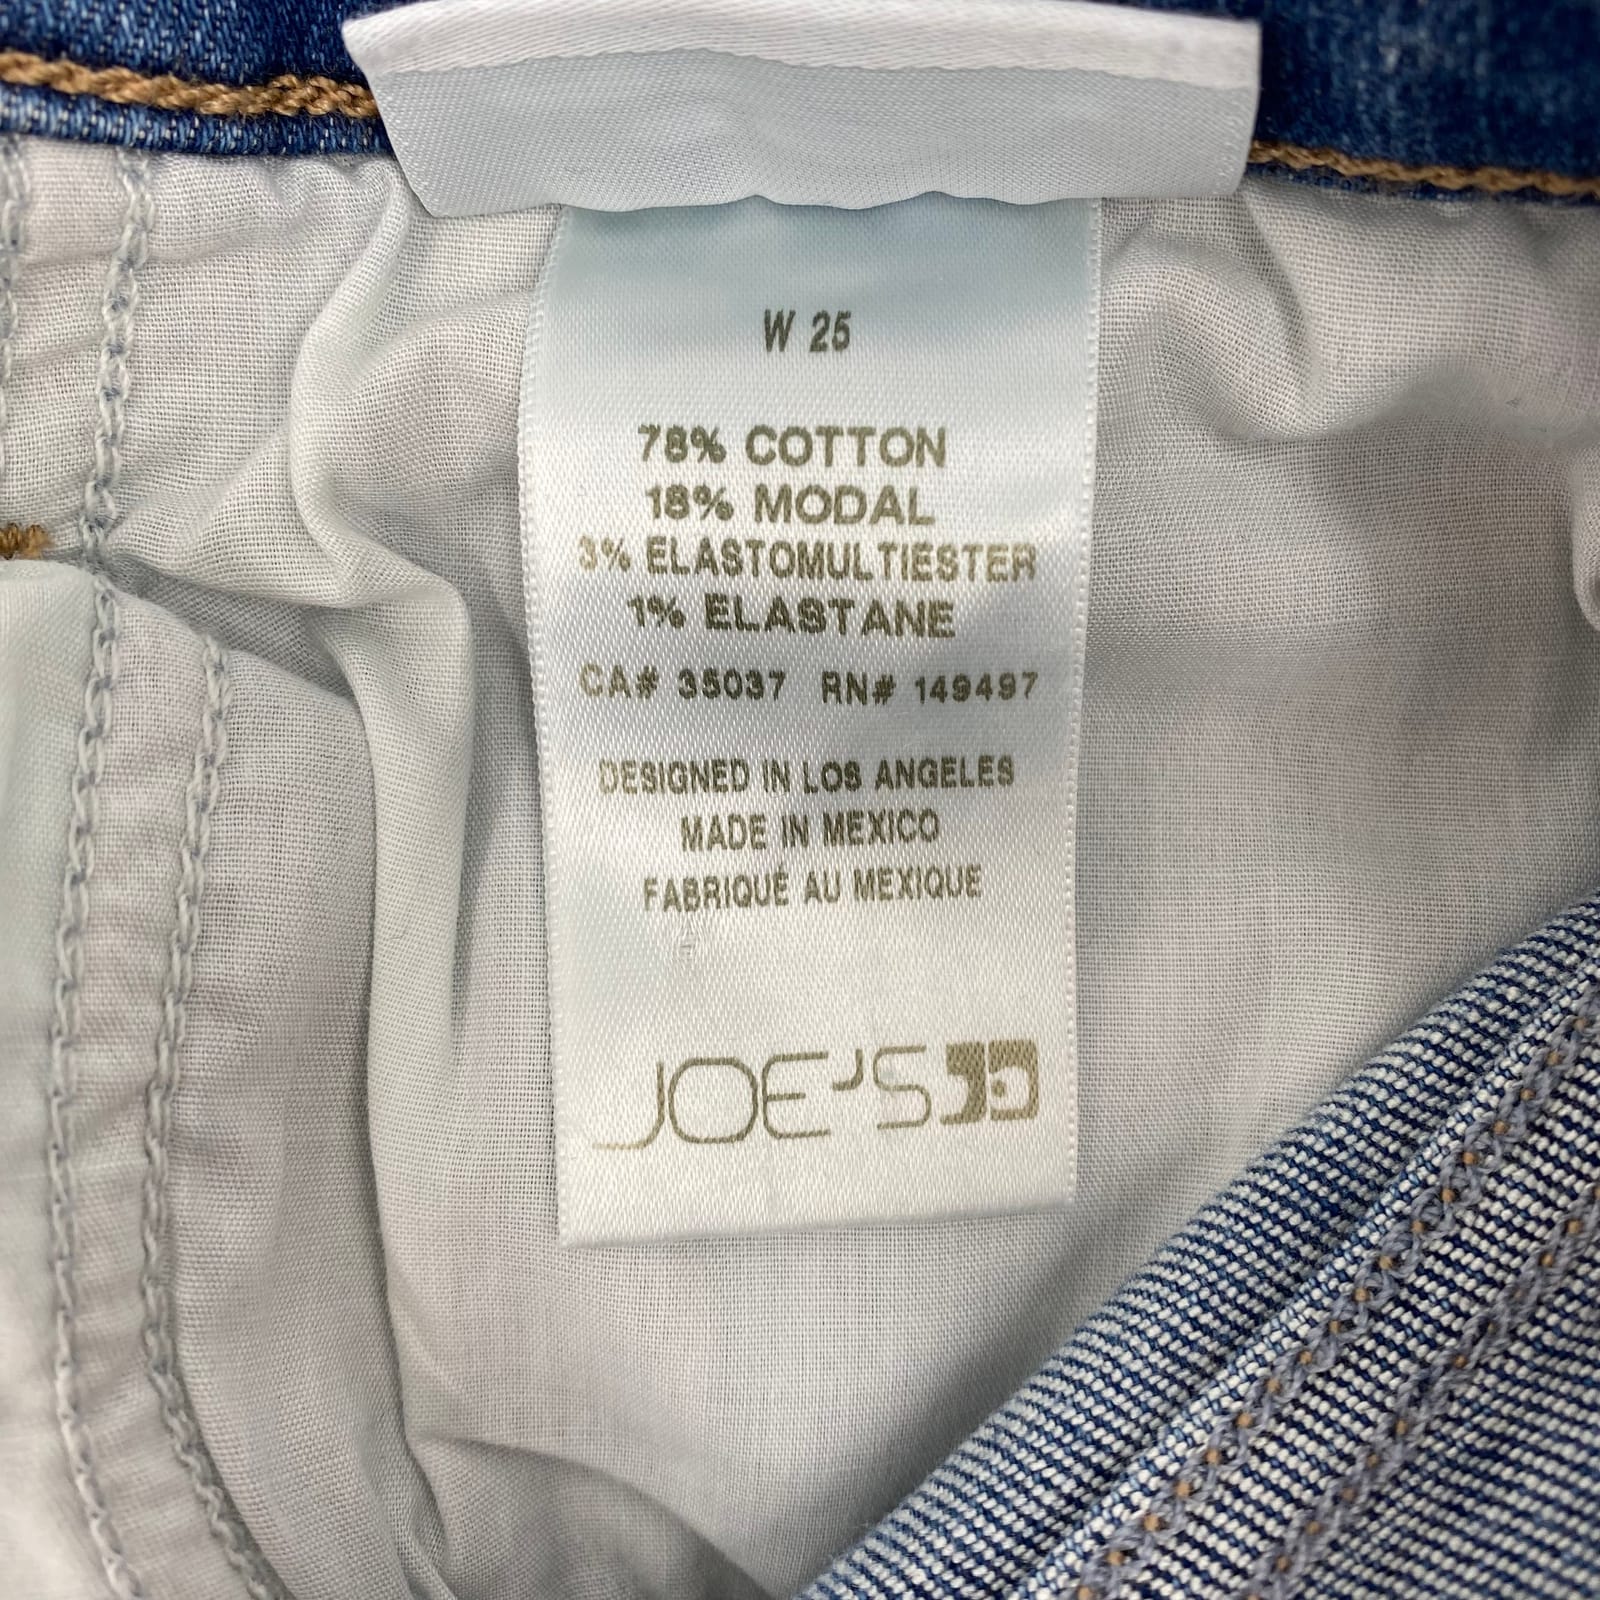 W 25
78% COTTON
18% MODAL
3% ELASTOMULTIESTER
1% ELASTANE
CA# 35037 RN# 149497
DESIGNED IN LOS ANGELES
MADE IN MEXICO
FABRIQUÉ AU MEXIQUE
JOE'S